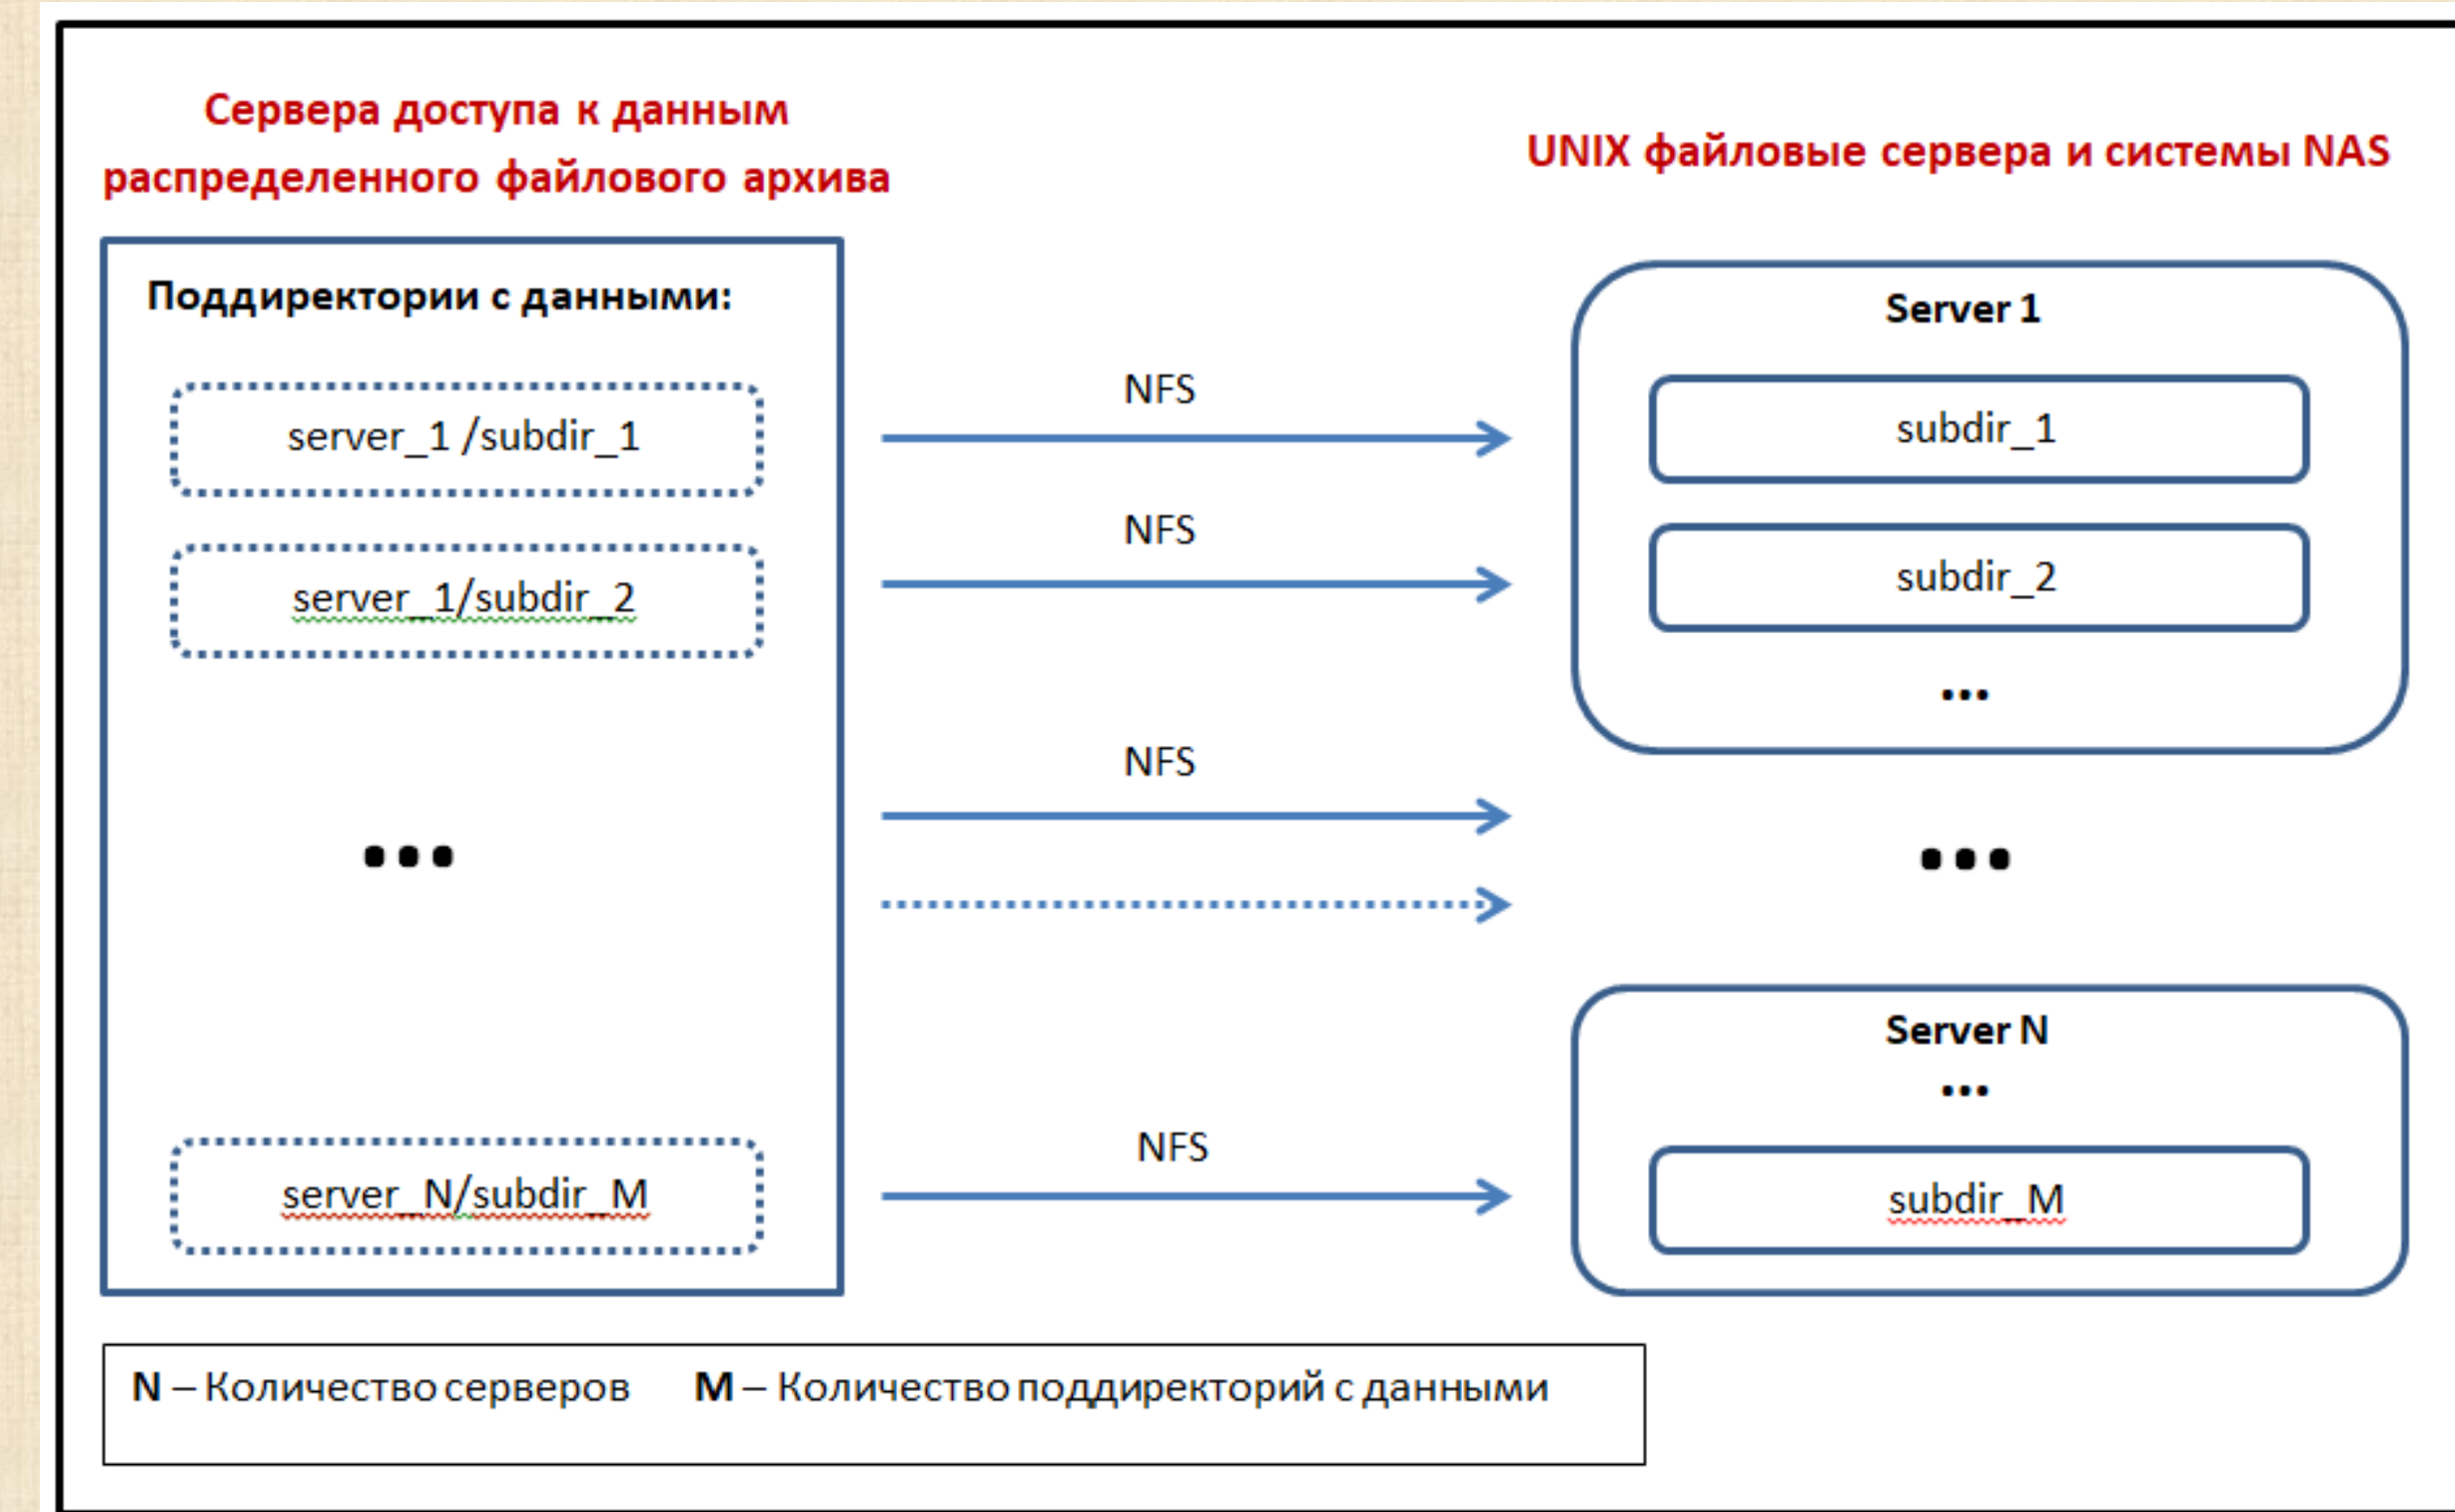 Сервера доступа к данным
распределенного файлового архива
UNIX файловые сервера и системы NAS
Поддиректории с данными:
server_1 /subdir_1
server_1/subdir_2
...
server_N/subdir_M
NFS
NFS
NFS
NFS
Server 1
subdir_1
subdir_2
...
...
Server N
...
subdir_M
N – Количество серверов M – Количество поддиректорий с данными